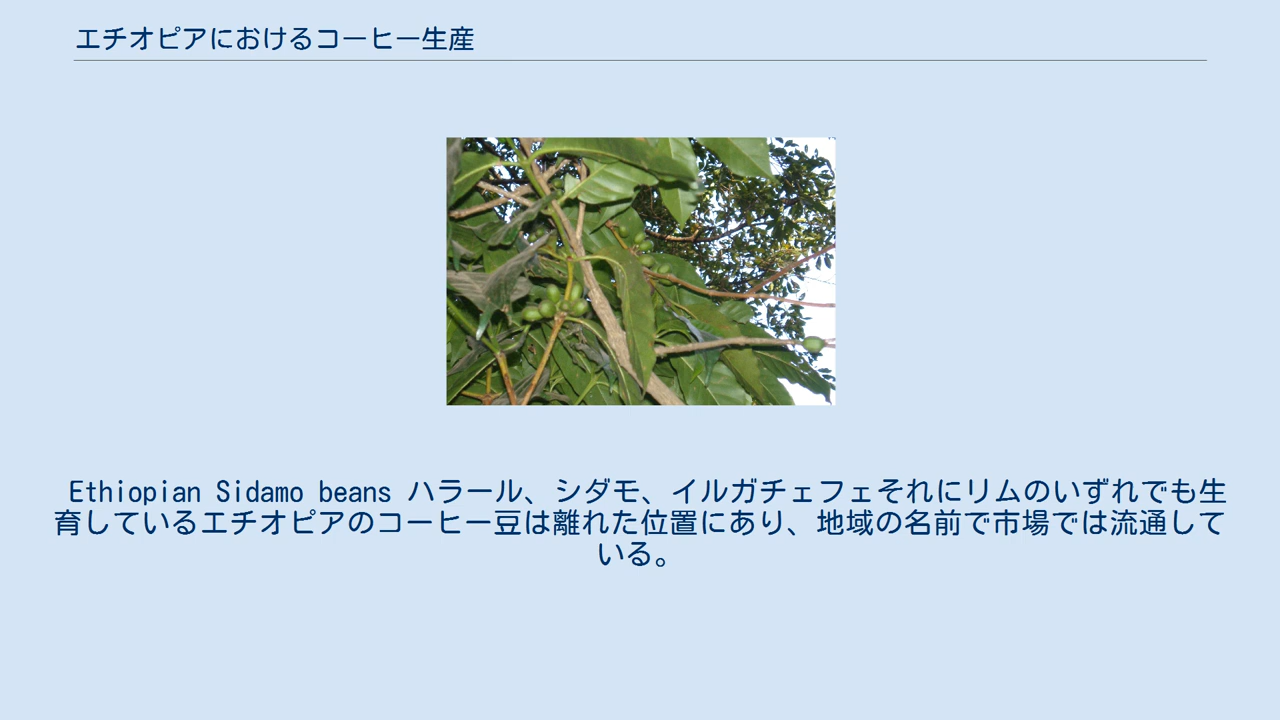 エチオピアにおけるコーヒー生産
Ethiopian Sidamo beans ハラール、シダモ、イルガチェフェそれにリムのいずれでも生
育しているエチオピアのコーヒー豆は離れた位置にあり、地域の名前で市場では流通して
いる。